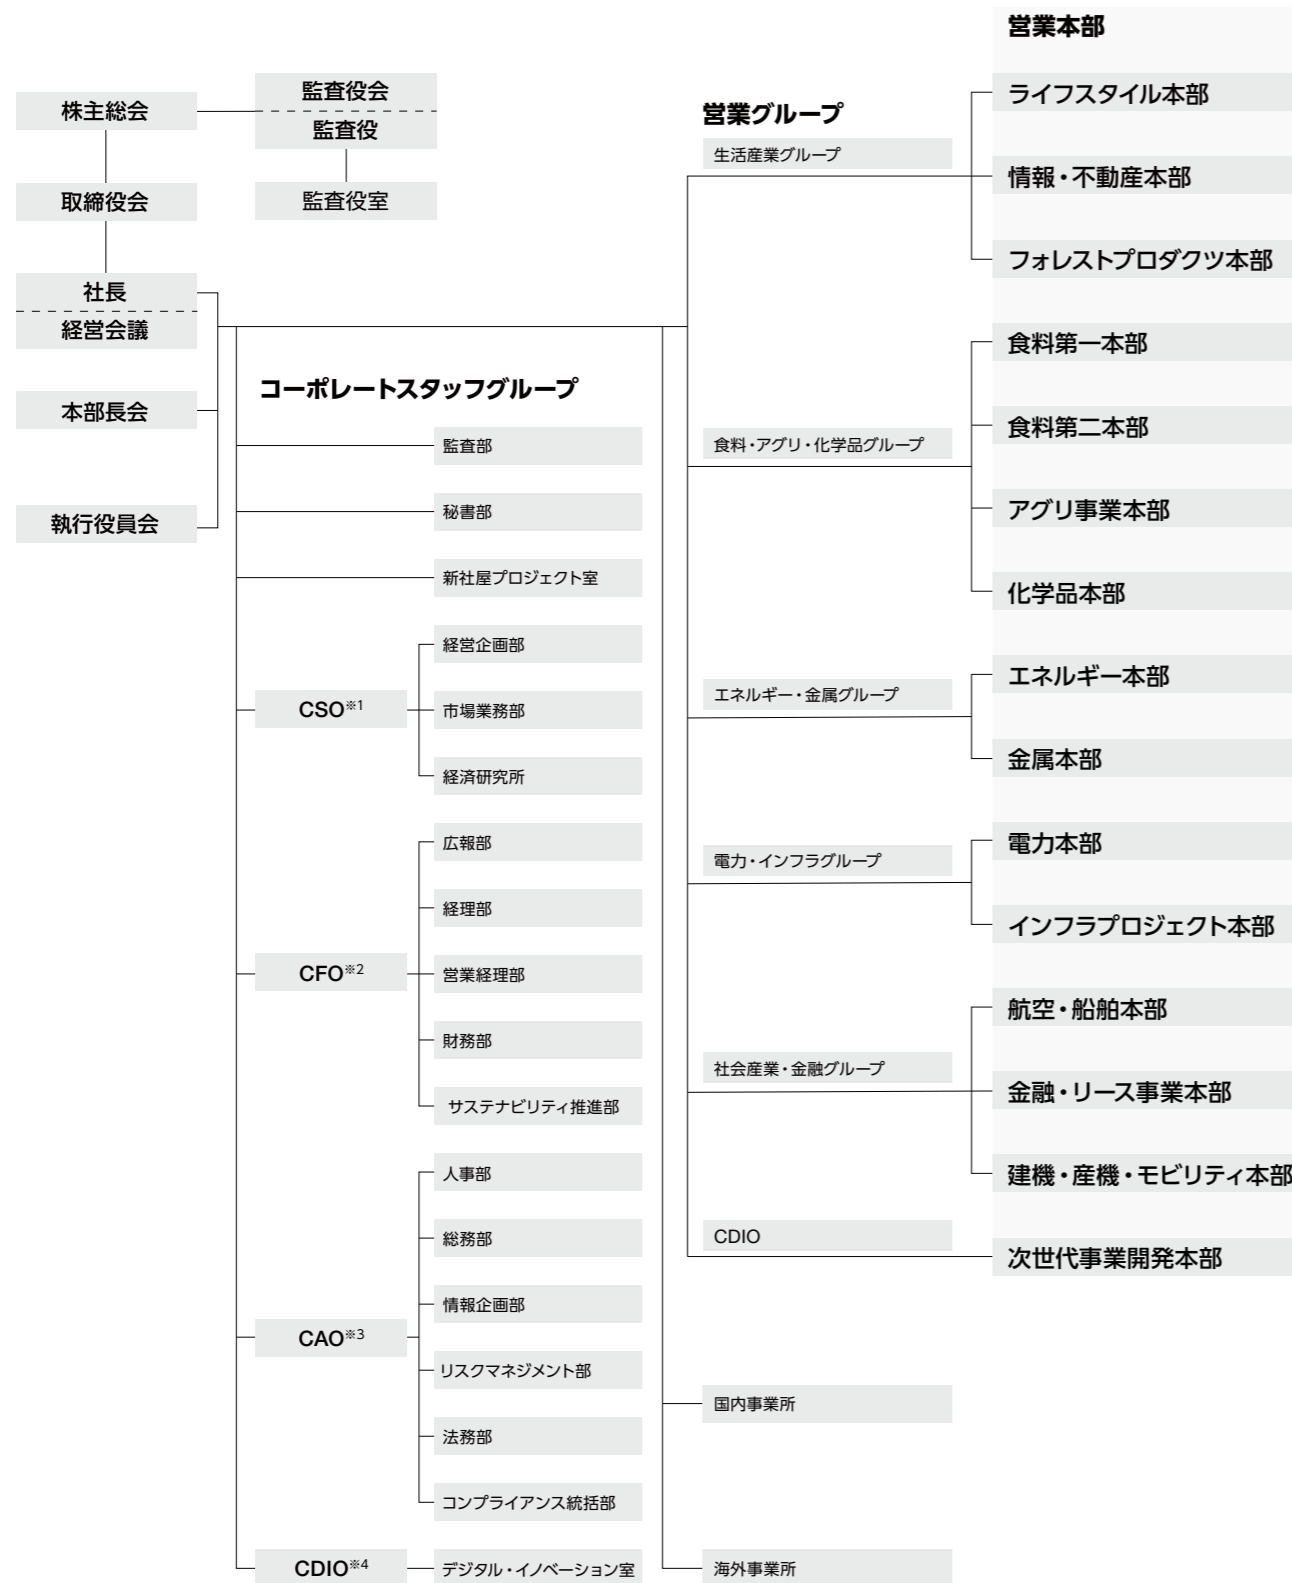 株主総会
監査役会
監査役
監査役室
取締役会
社長
経営会議
本部長会
執行役員会
コーポレートスタッフグループ
監査部
秘書部
新社屋プロジェクト室
CSO※1
経営企画部
市場業務部
経済研究所
CFO※2
広報部
経理部
営業経理部
財務部
サステナビリティ推進部
CAO※3
人事部
総務部
情報企画部
リスクマネジメント部
法務部
コンプライアンス統括部
CDIO※4
デジタル・イノベーション室
営業グループ
営業本部
生活産業グループ
ライフスタイル本部
情報・不動産本部
フォレストプロダクツ本部
食料・アグリ・化学品グループ
食料第一本部
食料第二本部
アグリ事業本部
化学品本部
エネルギー・金属グループ
エネルギー本部
金属本部
電力・インフラグループ
電力本部
インフラプロジェクト本部
社会産業・金融グループ
航空・船舶本部
金融・リース事業本部
建機・産機・モビリティ本部
CDIO
次世代事業開発本部
国内事業所
海外事業所